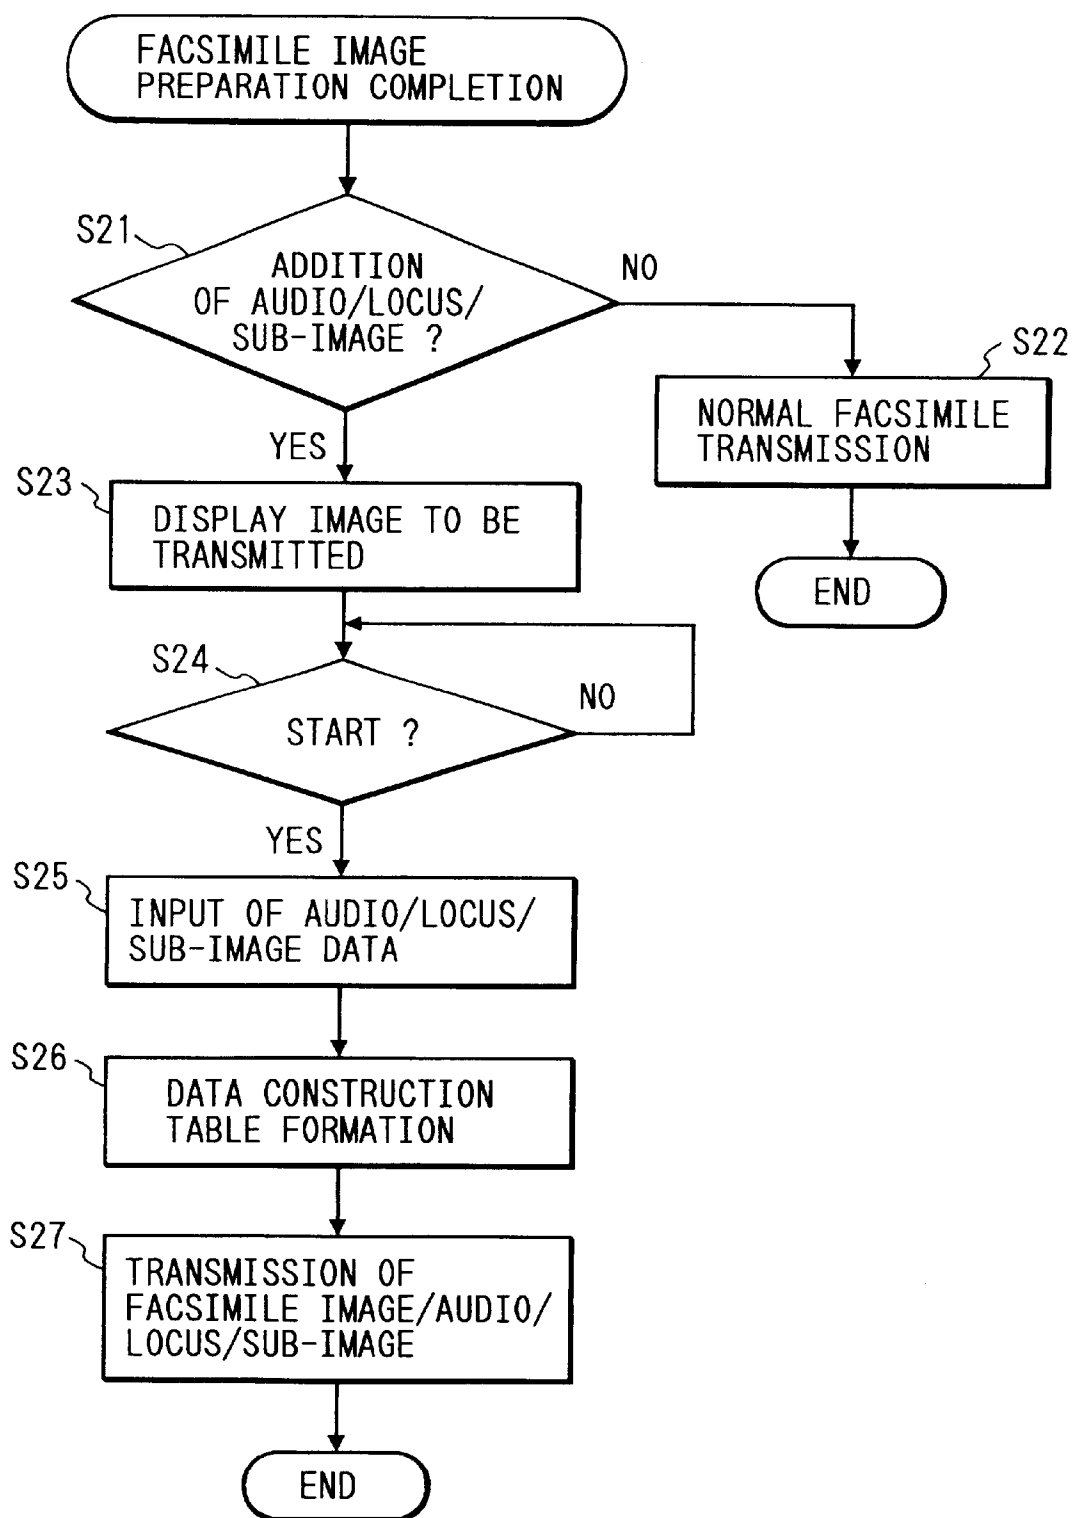 FACSIMILE IMAGE
PREPARATION COMPLETION
S21
ADDITION
OF AUDIO/LOCUS/
SUB-IMAGE ?
NO
YES
S22
NORMAL FACSIMILE
TRANSMISSION
END
S23
DISPLAY IMAGE TO BE
TRANSMITTED
S24
START ?
NO
YES
S25
INPUT OF AUDIO/LOCUS/
SUB-IMAGE DATA
S26
DATA CONSTRUCTION
TABLE FORMATION
S27
TRANSMISSION OF
FACSIMILE IMAGE/AUDIO/
LOCUS/SUB-IMAGE
END